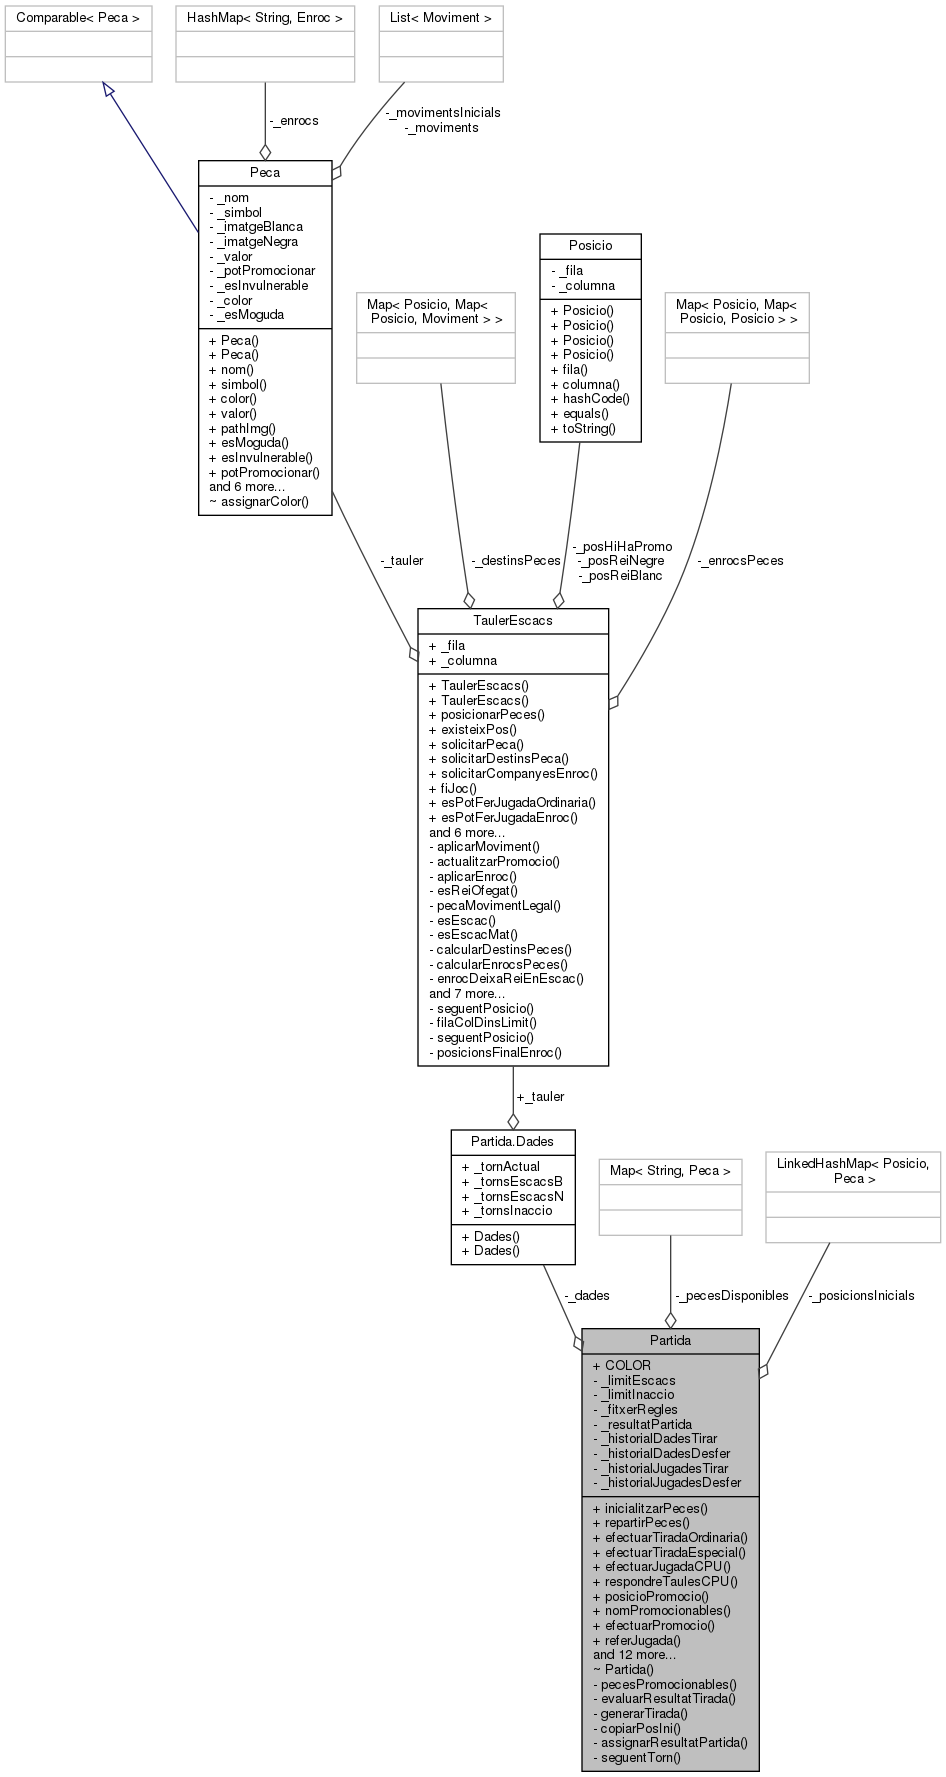 Comparable< Peca >
HashMap< String, Enroc >
List< Moviment >
-_enrocs
-_movimentsInicials
-_moviments
Peca
- _nom
- _simbol
- _imatgeBlanca
- _imatgeNegra
- _valor
- _potPromocionar
- _esInvulnerable
- _color
- _esMoguda
+ Peca()
+ Peca()
+ nom()
+ simbol()
+ color()
+ valor()
+ pathImg()
+ esMoguda()
+ esInvulnerable()
+ potPromocionar()
and 6 more...
~ assignarColor()
Map< Posicio, Map<
Posicio, Moviment > >
Posicio
- _fila
- _columna
+ Posicio()
+ Posicio()
+ Posicio()
+ Posicio()
+ fila()
+ columna()
+ hashCode()
+ equals()
+ toString()
Map< Posicio, Map<
Posicio, Posicio > >
-_tauler
-_destinsPeces
-_posHiHaPromo
-_posReiNegre
-_posReiBlanc
-_enrocsPeces
TaulerEscacs
+ _fila
+ _columna
+ TaulerEscacs()
+ TaulerEscacs()
+ posicionarPeces()
+ existeixPos()
+ solicitarPeca()
+ solicitarDestinsPeca()
+ solicitarCompanyesEnroc()
+ fiJoc()
+ esPotFerJugadaOrdinaria()
+ esPotFerJugadaEnroc()
and 6 more...
- aplicarMoviment()
- actualitzarPromocio()
- aplicarEnroc()
- esReiOfegat()
- pecaMovimentLegal()
- esEscac()
- esEscacMat()
- calcularDestinsPeces()
- calcularEnrocsPeces()
- enrocDeixaReiEnEscac()
and 7 more...
- seguentPosicio()
- filaColDinsLimit()
- seguentPosicio()
- posicionsFinalEnroc()
+_tauler
Partida.Dades
+ _tornActual
+ _tornsEscacsB
+ _tornsEscacsN
+ _tornsInaccio
+ Dades()
+ Dades()
Map< String, Peca >
LinkedHashMap< Posicio,
Peca >
-_dades
-_pecesDisponibles
-_posicionsInicials
Partida
+ COLOR
- _limitEscacs
- _limitInaccio
- _fitxerRegles
- _resultatPartida
- _historialDadesTirar
- _historialDadesDesfer
- _historialJugadesTirar
- _historialJugadesDesfer
+ inicialitzarPeces()
+ repartirPeces()
+ efectuarTiradaOrdinaria()
+ efectuarTiradaEspecial()
+ efectuarJugadaCPU()
+ respondreTaulesCPU()
+ posicioPromocio()
+ nomPromocionables()
+ efectuarPromocio()
+ referJugada()
and 12 more...
~ Partida()
- pecesPromocionables()
- evaluarResultatTirada()
- generarTirada()
- copiarPosIni()
- assignarResultatPartida()
- seguentTorn()